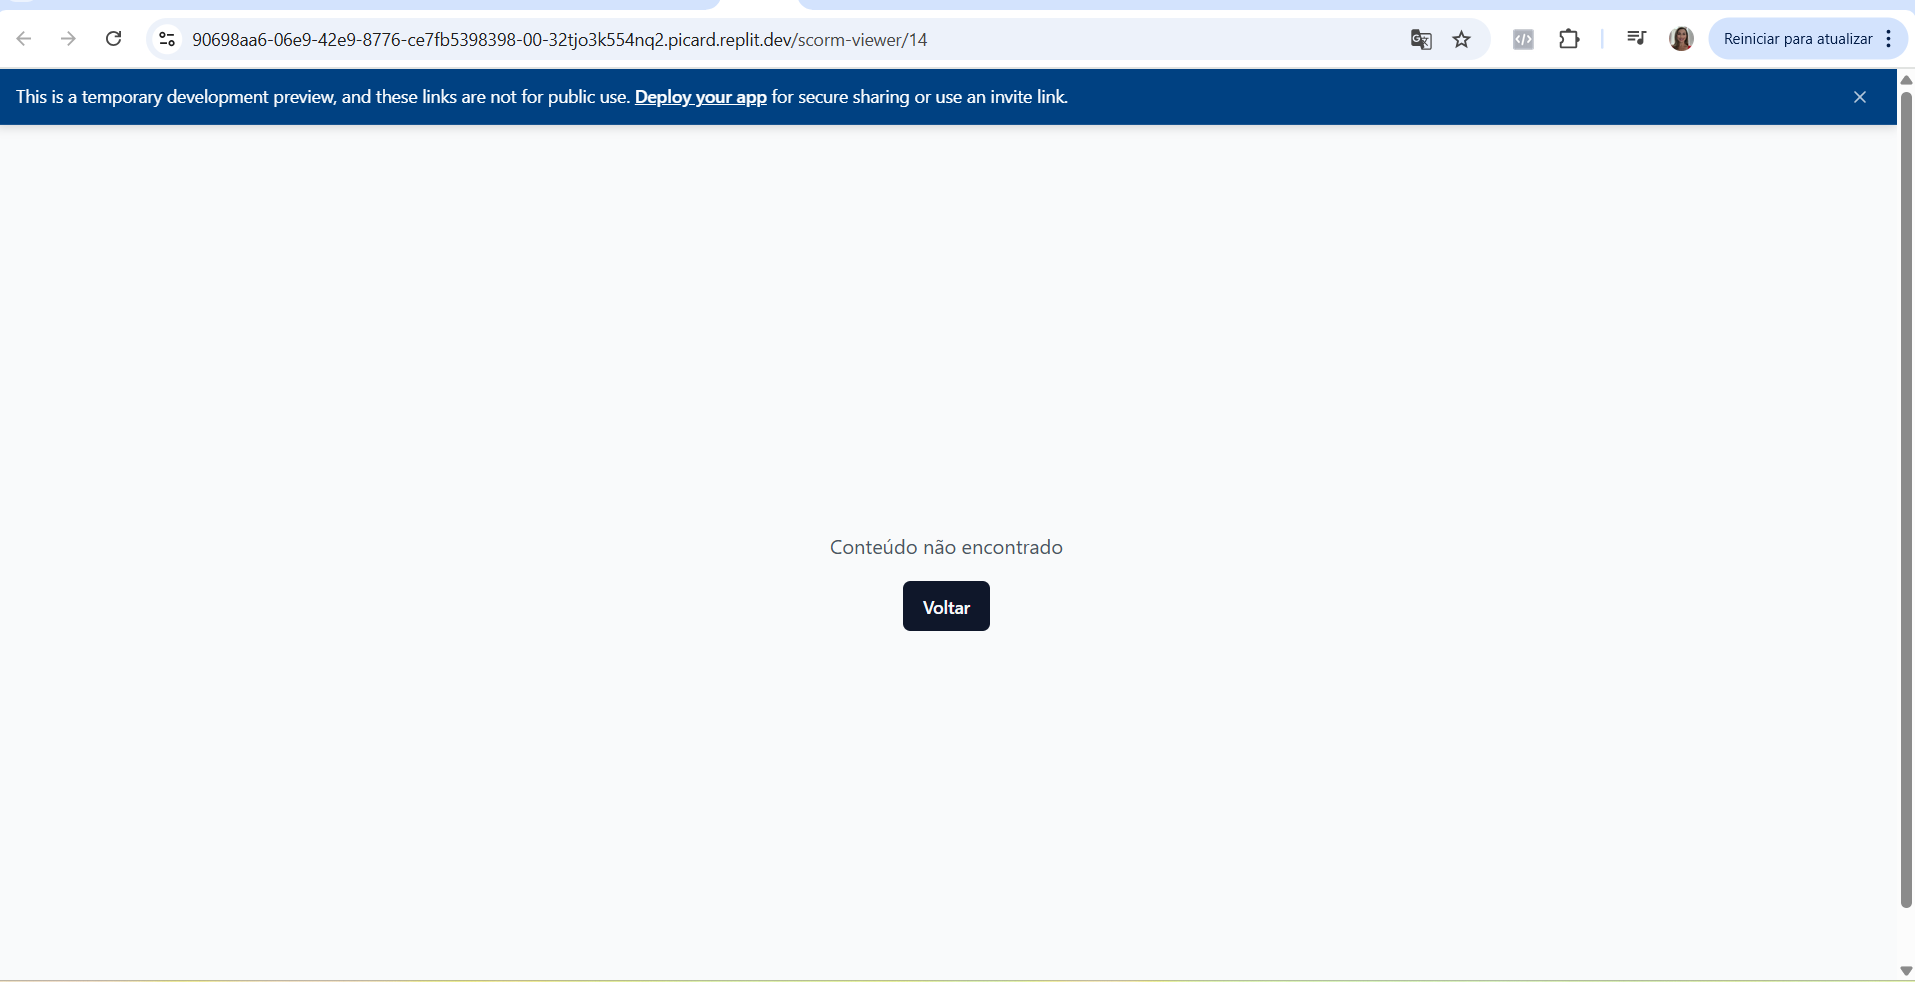 90698aa6-06e9-42e9-8776-ce7fb5398398-00-32tjo3k554nq2.picard.replit.dev/scorm-viewer/14
Reiniciar para atualizar
This is a temporary development preview, and these links are not for public use. Deploy your app for secure sharing or use an invite link.
Conteúdo não encontrado
Voltar